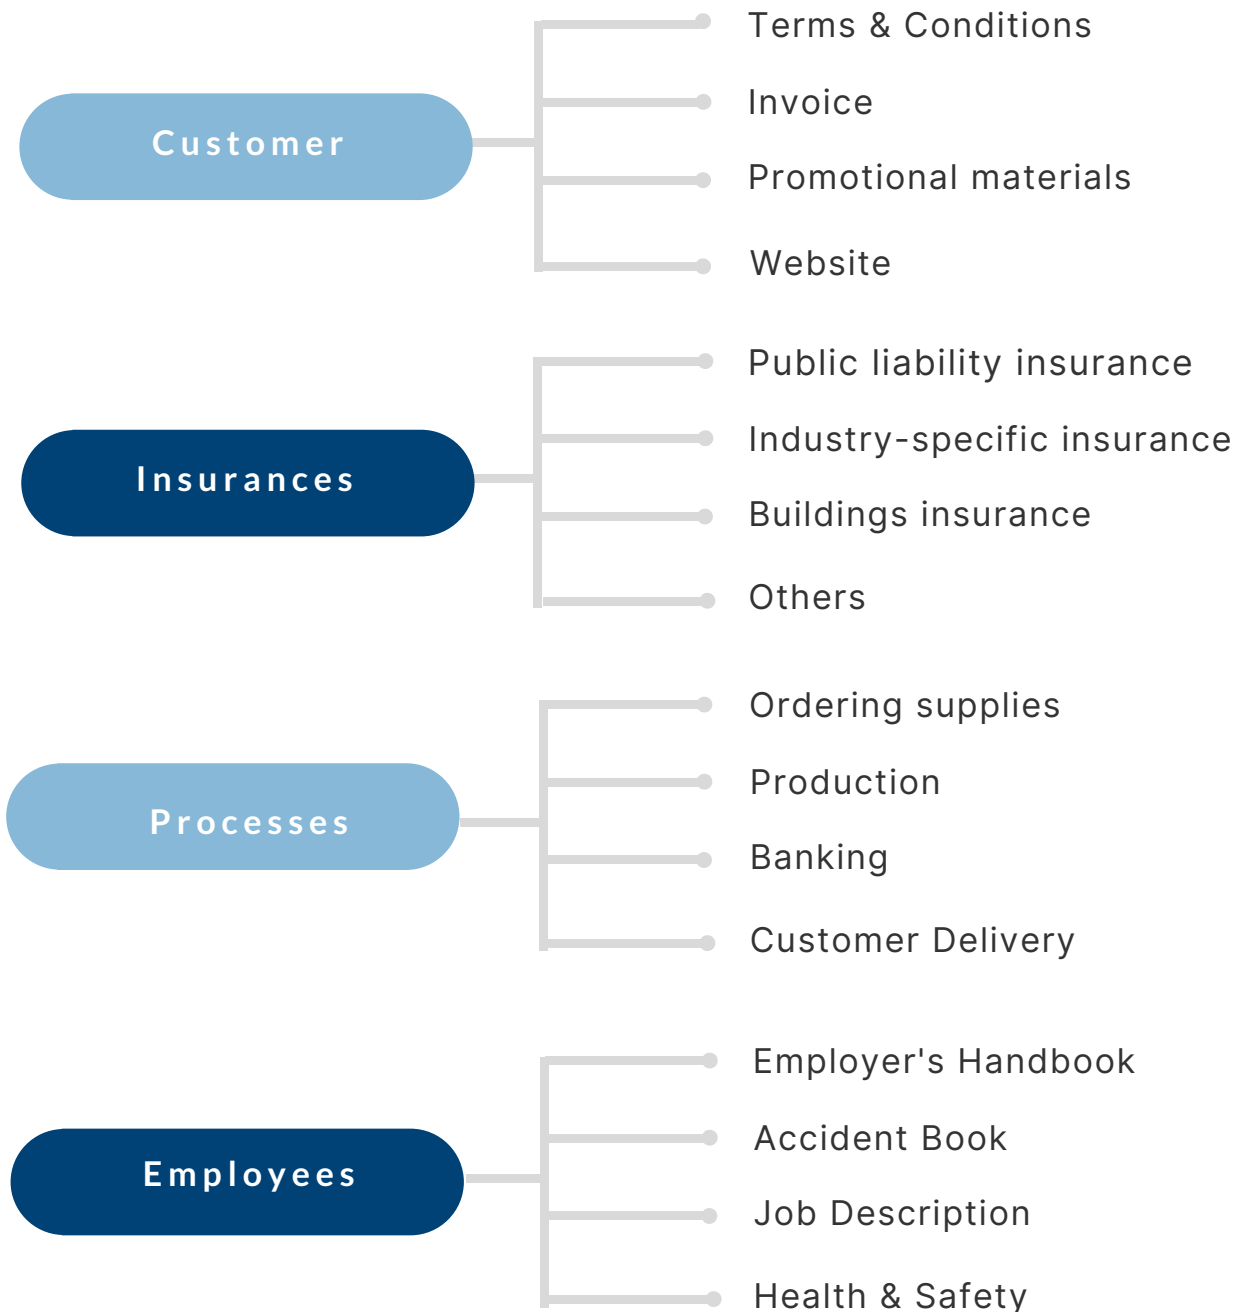 Customer
Terms & Conditions
Invoice
Promotional materials
Website
Insurances
Public liability insurance
Industry-specific insurance
Buildings insurance
Others
Processes
Ordering supplies
Production
Banking
Customer Delivery
Employees
Employer's Handbook
Accident Book
Job Description
Health & Safety